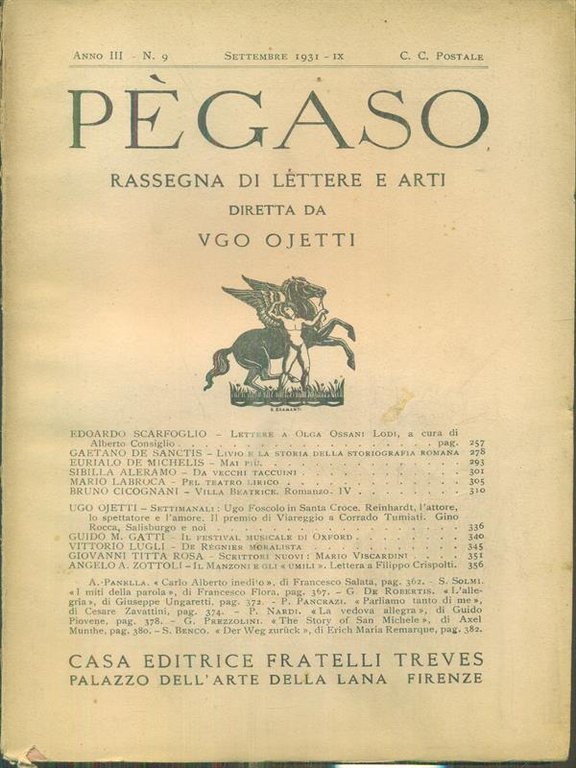 ANNO III - N. 9 SETTEMBRE 1931 - IX C. C. POSTALE
PÈGASO
RASSEGNA DI LÉTTERE E ARTI
DIRETTA DA
VGO OJETTI
EDOARDO SCARFOGLIO - LETTERE A OLGA OSSANI LODI, a cura di
Alberto Consiglio . . . . . . . . . . . . . . . . . . . . . pag. 257
GAETANO DE SANCTIS - LIVIO E LA STORIA DELLA STORIOGRAFIA ROMANA 278
EURIALO DE MICHELIS - MAI PIÙ. . . . . . . . . . . . . . . 293
SIBILLA ALERAMO - DA VECCHI TACCUINI . . . . . . . . . . . 301
MARIO LABROCA - PEL TEATRO LIRICO . . . . . . . . . . . . 305
BRUNO CICOGNANI - VILLA BEATRICE. Romanzo. IV . . . . . . . 310
UGO OJETTI - SETTIMANALI: Ugo Foscolo in Santa Croce. Reinhardt, l'attore,
lo spettatore e l'amore. Il premio di Viareggio a Corrado Tumiati. Gino
Rocca, Salisburgo e noi . . . . . . . . . . . . . . . . . 336
GUIDO M. GATTI - IL FESTIVAL MUSICALE DI OXFORD . . . . . . 340
VITTORIO LUGLI - DE RÉGNIER MORALISTA . . . . . . . . . . 345
GIOVANNI TITTA ROSA - SCRITTORI NUOVI: MARIO VISCARDINI . . . 351
ANGELO A. ZOTTOLI - IL MANZONI E GLI « UMILI ». Lettera a Filippo Crispolti. 356
A. PANELLA. « Carlo Alberto inedito », di Francesco Salata, pag. 362. - S. SOLMI.
« I miti della parola », di Francesco Flora, pag. 367. - G. DE ROBERTIS. « L'alle-
gria », di Giuseppe Ungaretti, pag. 372. - P. PANCRAZI. « Parliamo tanto di me »,
di Cesare Zavattini, pag. 374. - P. NARDI. « La vedova allegra », di Guido
Piovene, pag. 378. - G. PREZZOLINI. « The Story of San Michele », di Axel
Munthe, pag. 380. - S. BENCO. « Der Weg zurück », di Erich Maria Remarque, pag. 382.
CASA EDITRICE FRATELLI TREVES
PALAZZO DELL'ARTE DELLA LANA FIRENZE